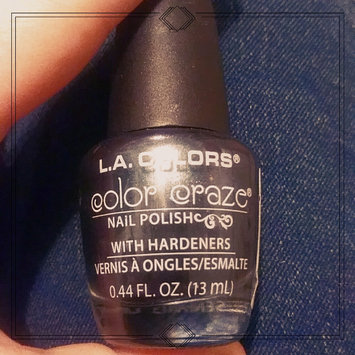 L.A. COLORS®
color craze®
NAIL POLISH
WITH HARDENERS
VERNIS À ONGLES/ESMALTE
0.44 FL. OZ. (13 mL)